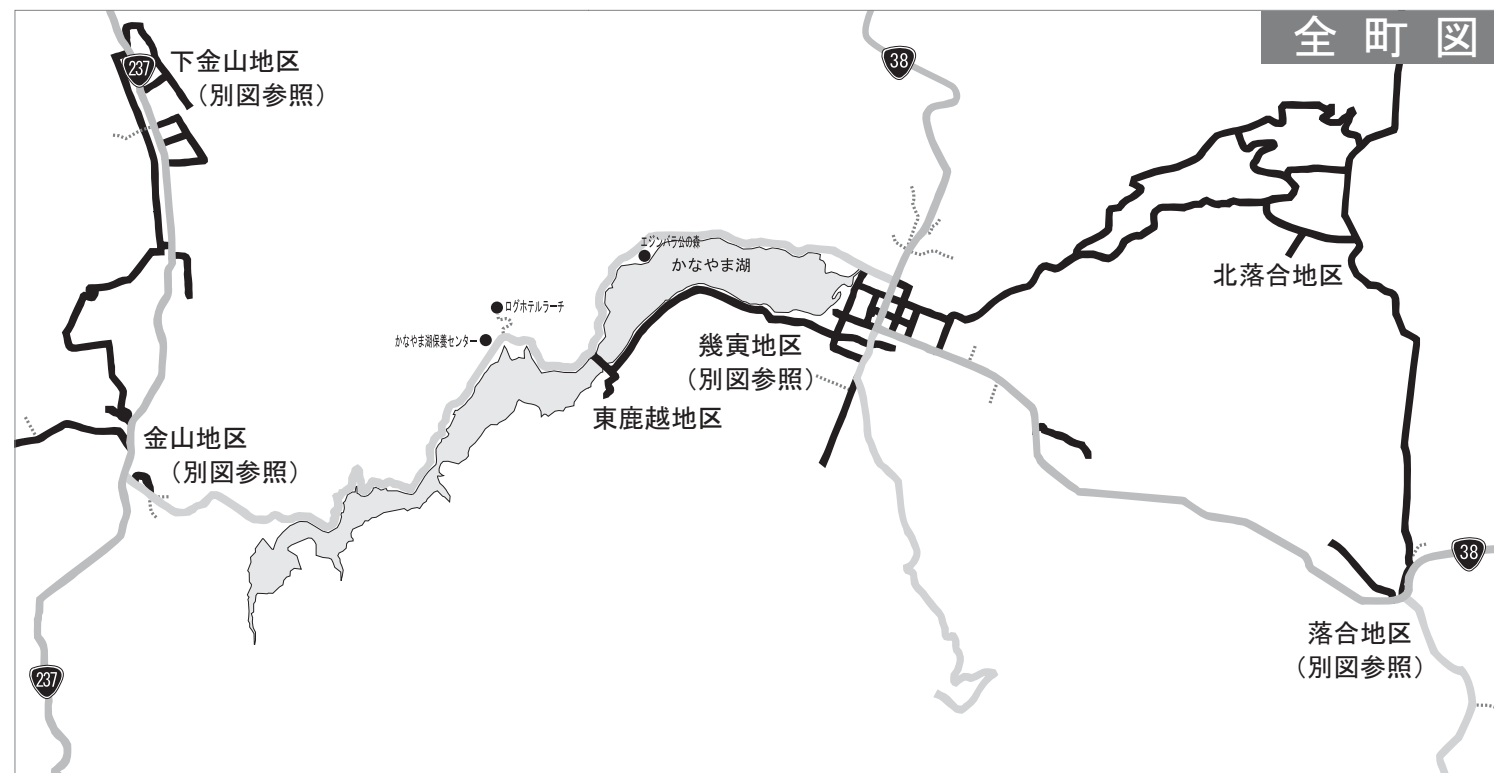 全町図
237
下金山地区
（別図参照）
38
エジンバラ公の森
かなやま湖
北落合地区
ログホテルラーチ
かなやま湖保養センター
幾寅地区
（別図参照）
東鹿越地区
金山地区
（別図参照）
38
落合地区
（別図参照）
237